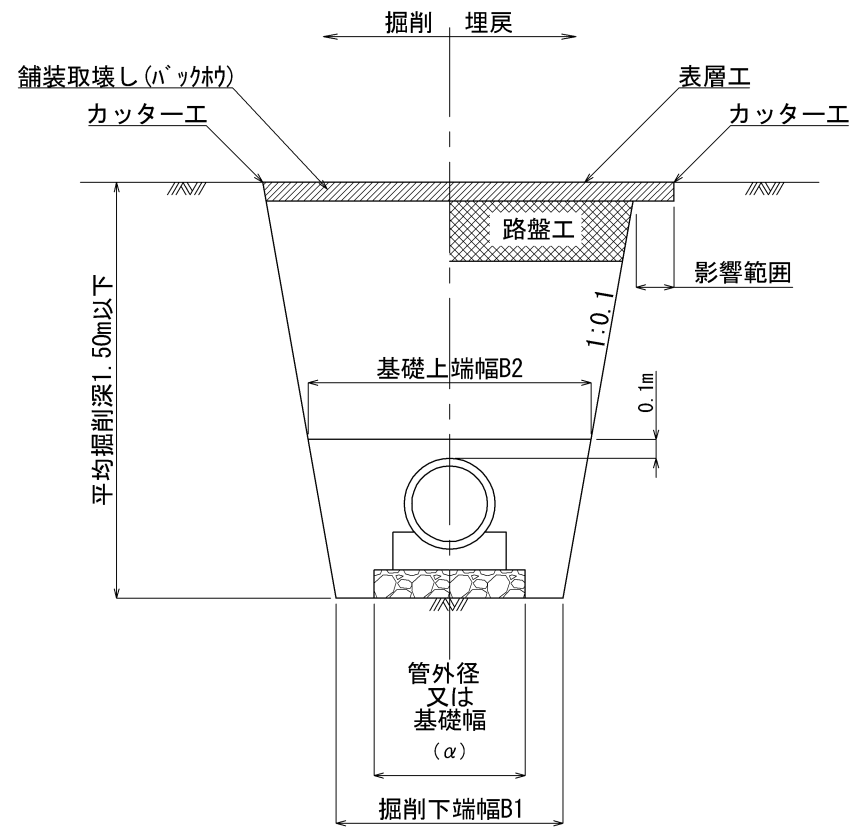 掘削 埋戻
舗装取壊し(ﾊﾞｯｸﾎｳ)
表層工
カッター工
カッター工
路盤工
影響範囲
1:0.1
基礎上端幅B2
0.1m
平均掘削深1.50m以下
管外径
又は
基礎幅
(α)
掘削下端幅B1